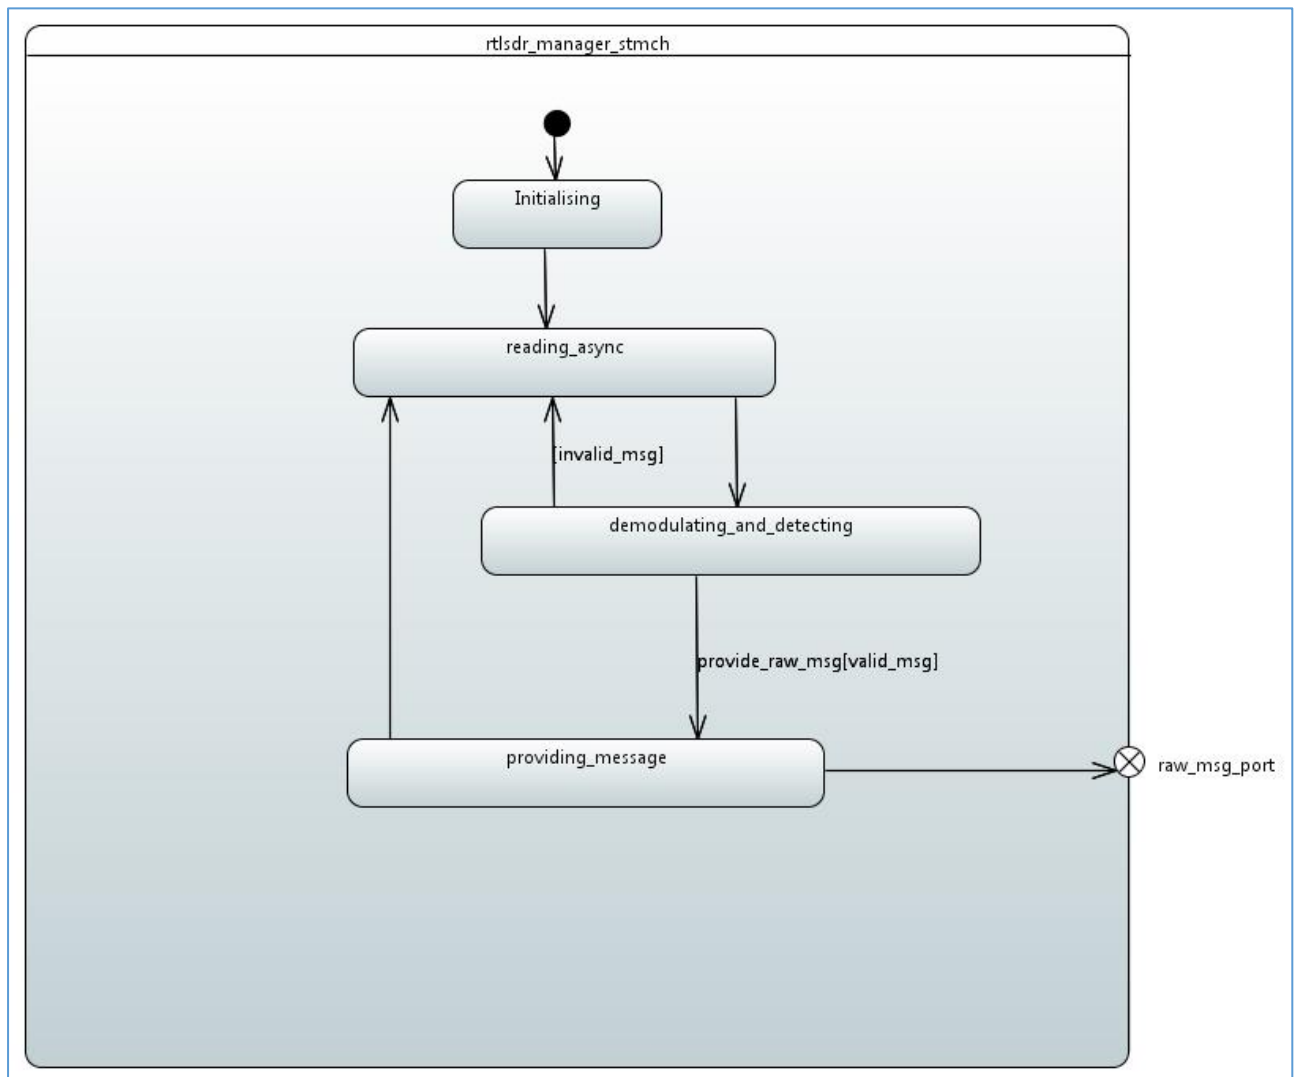 rtlsdr_manager_stmch
Initialising
reading_async
[invalid_msg]
demodulating_and_detecting
provide_raw_msg[valid_msg]
providing_message
raw_msg_port